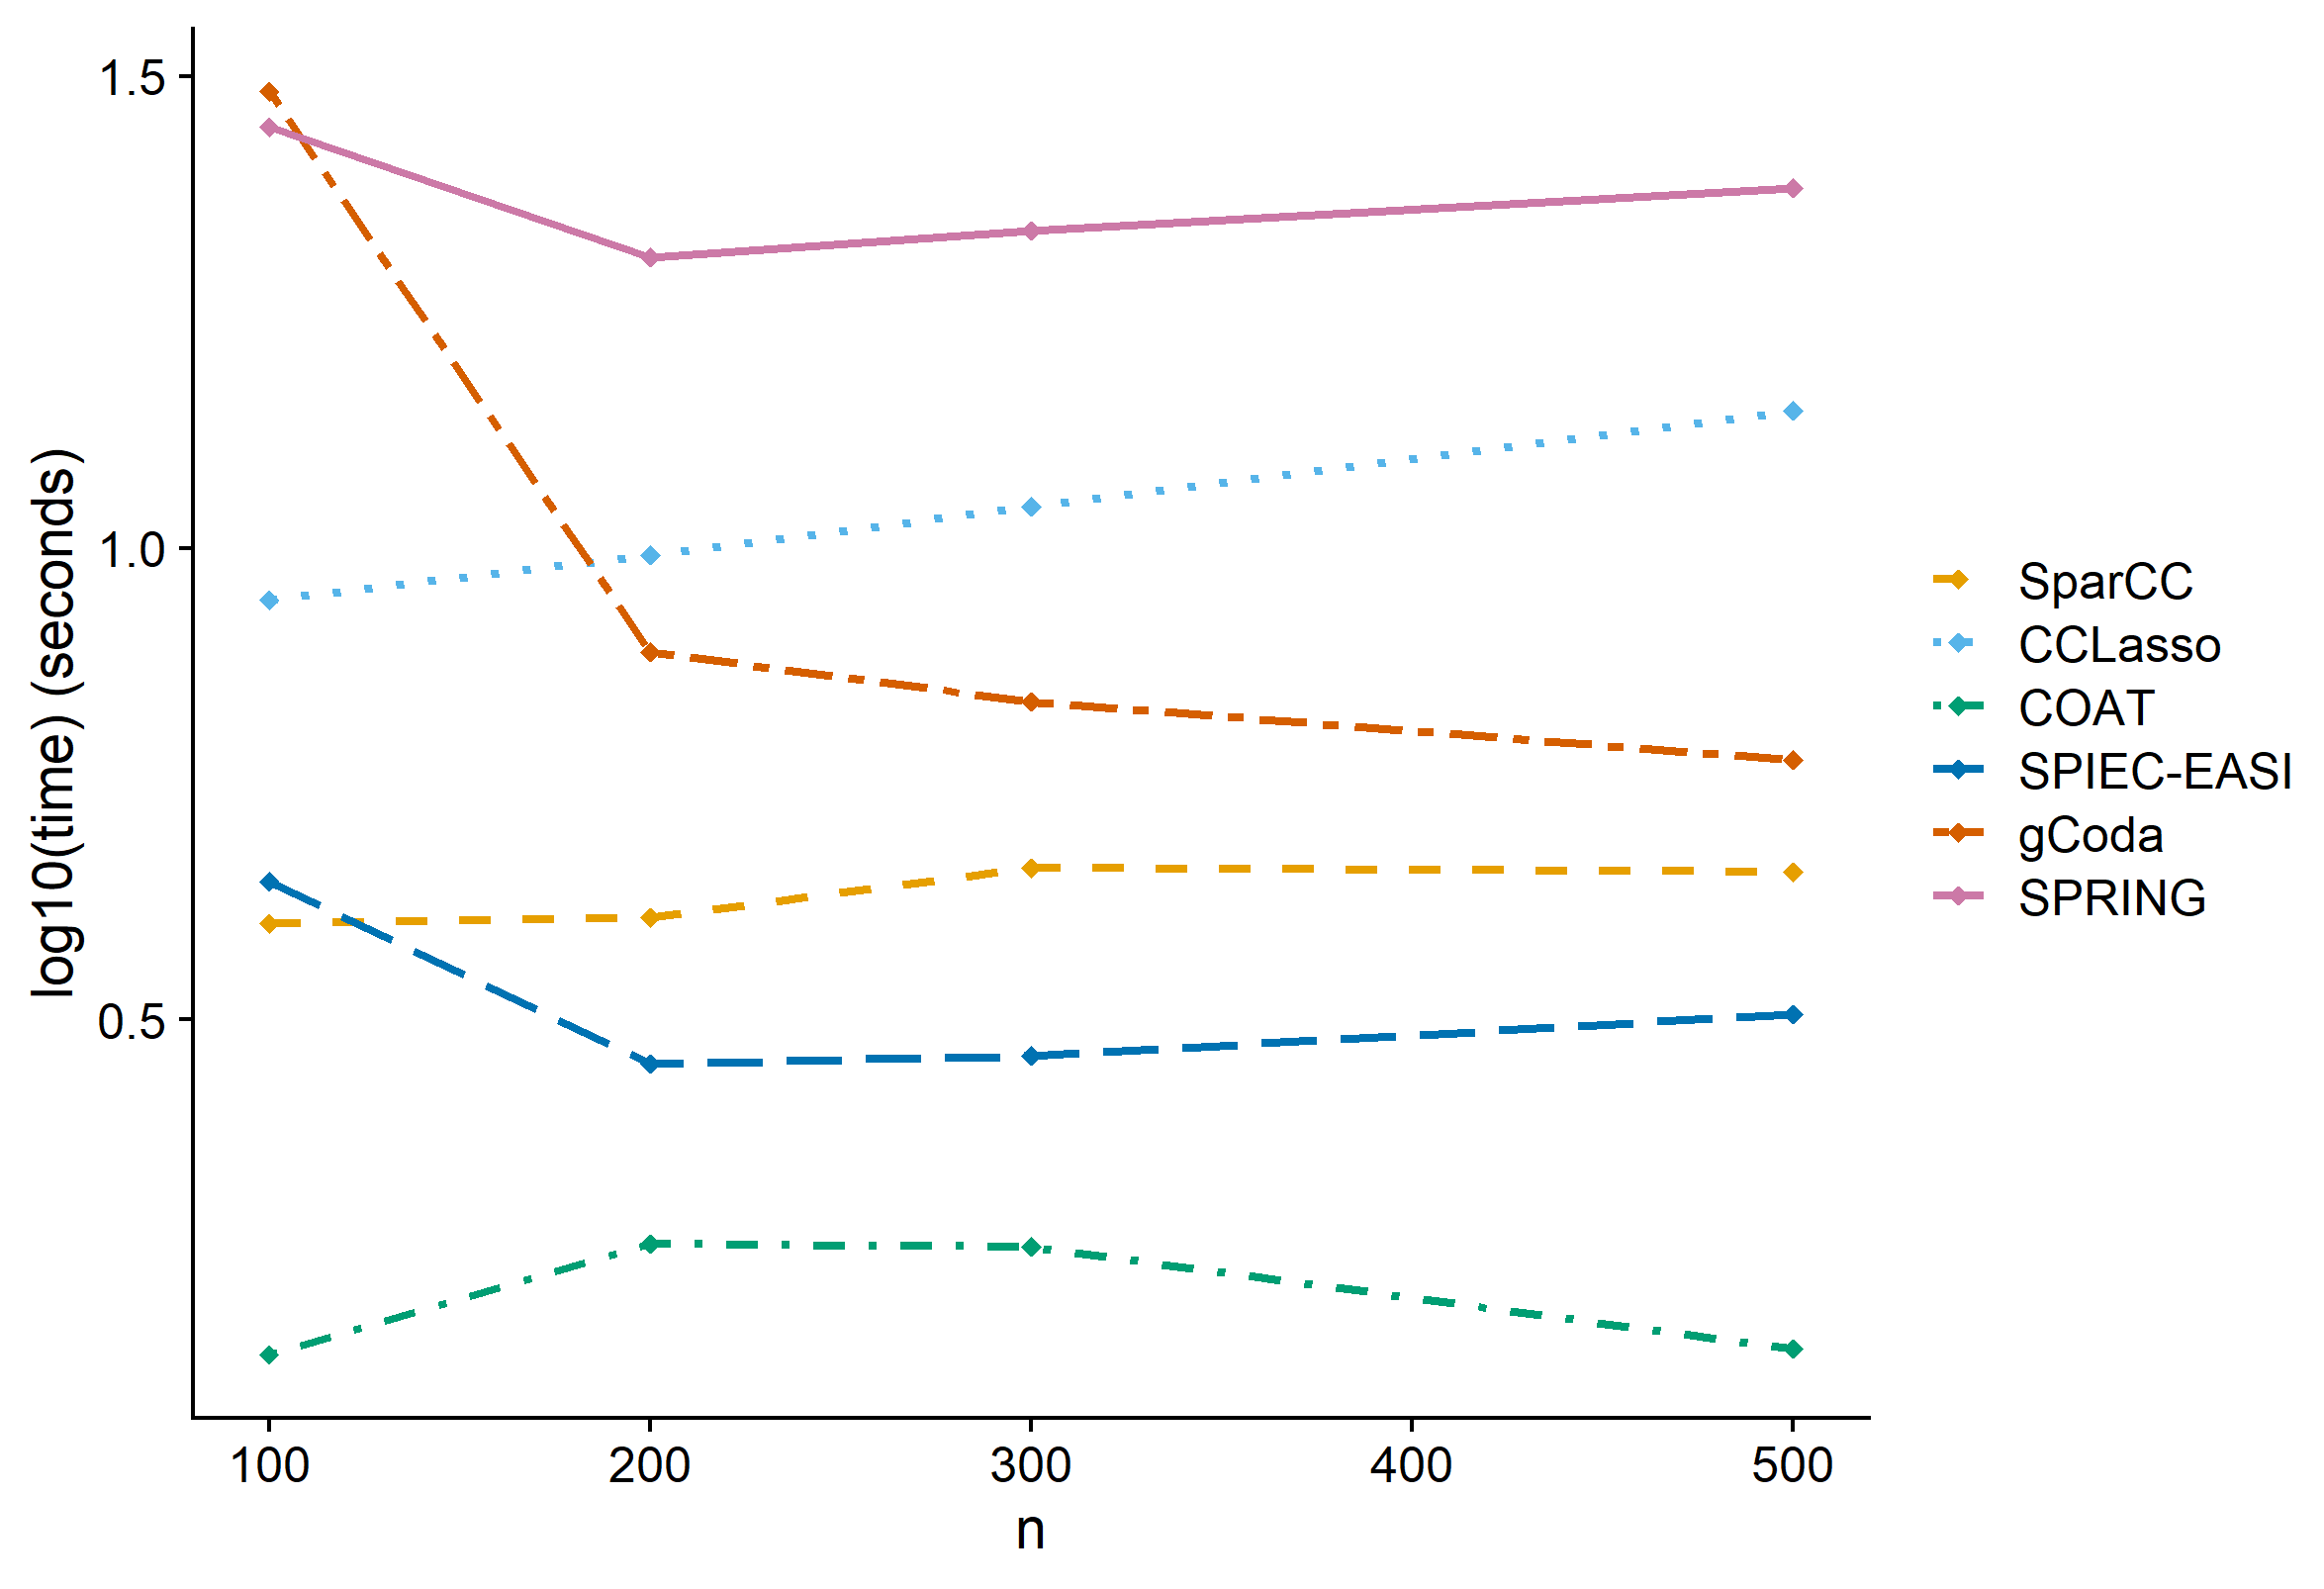 log10(time) (seconds)
1.5
1.0
0.5
100 200 300 400 500
n
SparCC
CCLasso
COAT
SPIEC-EASI
gCoda
SPRING